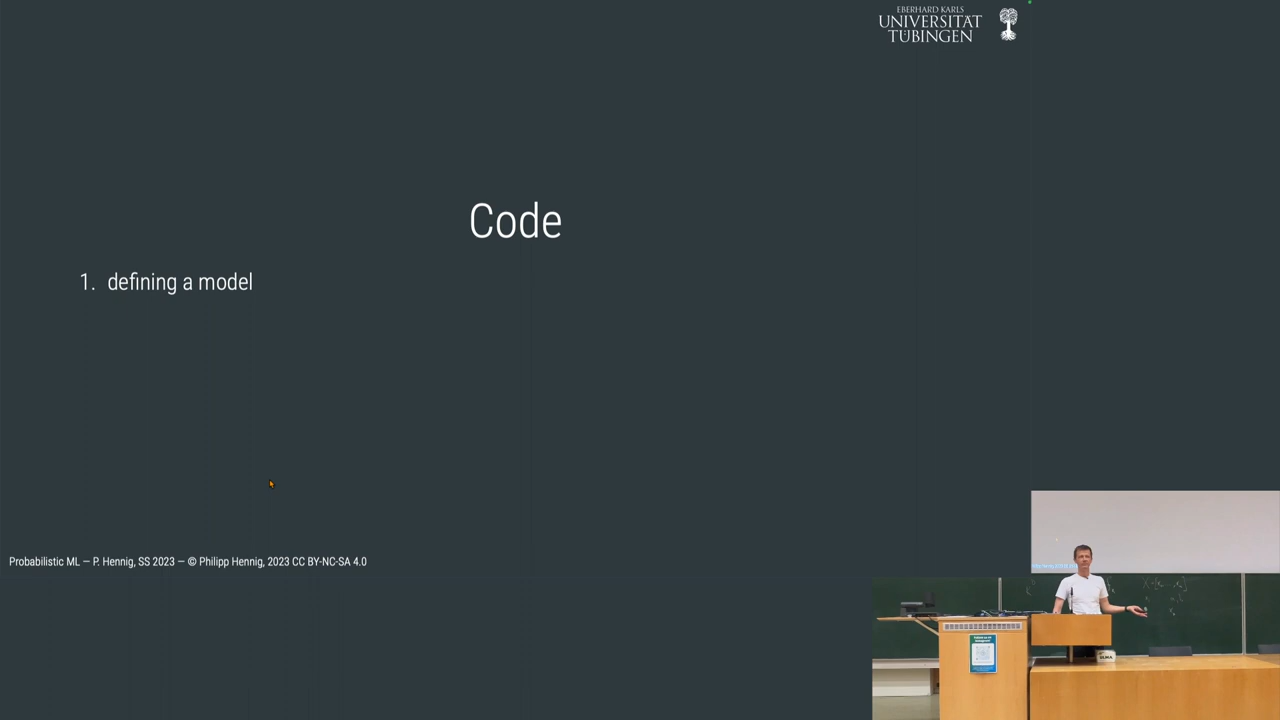 EBERHARD KARLS
UNIVERSITÄT
TÜBINGEN
Code
1. defining a model
Probabilistic ML — P. Hennig, SS 2023 — © Philipp Hennig, 2023 CC BY-NC-SA 4.0